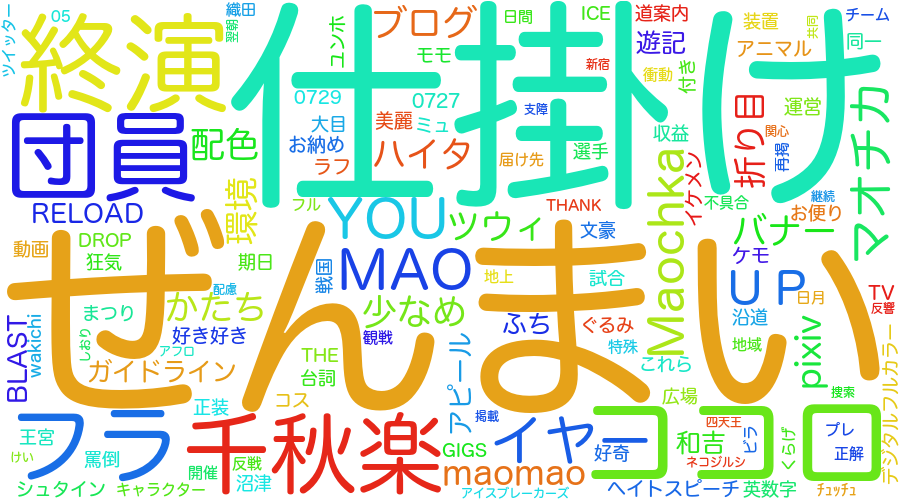 ツイッター
織田
翌朝
ユンホ
ブログ
日間
ICE
道案内
装置
共同
チーム
終演
仕掛け
モモ
新宿
遊記
アニマル
同一
0729
0727
衝動
付き
団員
配色
大目
お納め
美麗
ミュ
支障
収益
折り目
運営
マオチカ
ラフ
ハイタ
届け先
選手
関心
再掲
イケメン
RELOAD
環境
フル
YOU
ツウィ
THANK
文豪
Maochka
不具合
継続
お便り
バナー
動画
DROP
狂気
期日
戦国
MAO
地上
試合
ケモ
UP
日月
TV
反響
ぜんまい
配慮
まつり
かたち
少なめ
沿道
BLAST
wakichi
しおり
好き好き
観戦
ふち
ぐるみ
アフロ
THE
特殊
地域
pixiv
デジタルフルカラー
ガイドライン
台詞
アピール
これら
捜索
正装
コス
広場
フラ
千秋楽
掲載
イヤー
ココロ
四天王
プレ
王宮
罵倒
けい
反戦
GIGS
好奇
和吉
ビラ
正解
ネコジルシ
くらげ
開催
沼津
maomao
シュタイン
キャラクター
アイスブレーカーズ
ヘイトスピーチ
英数字
チュッチュ
05